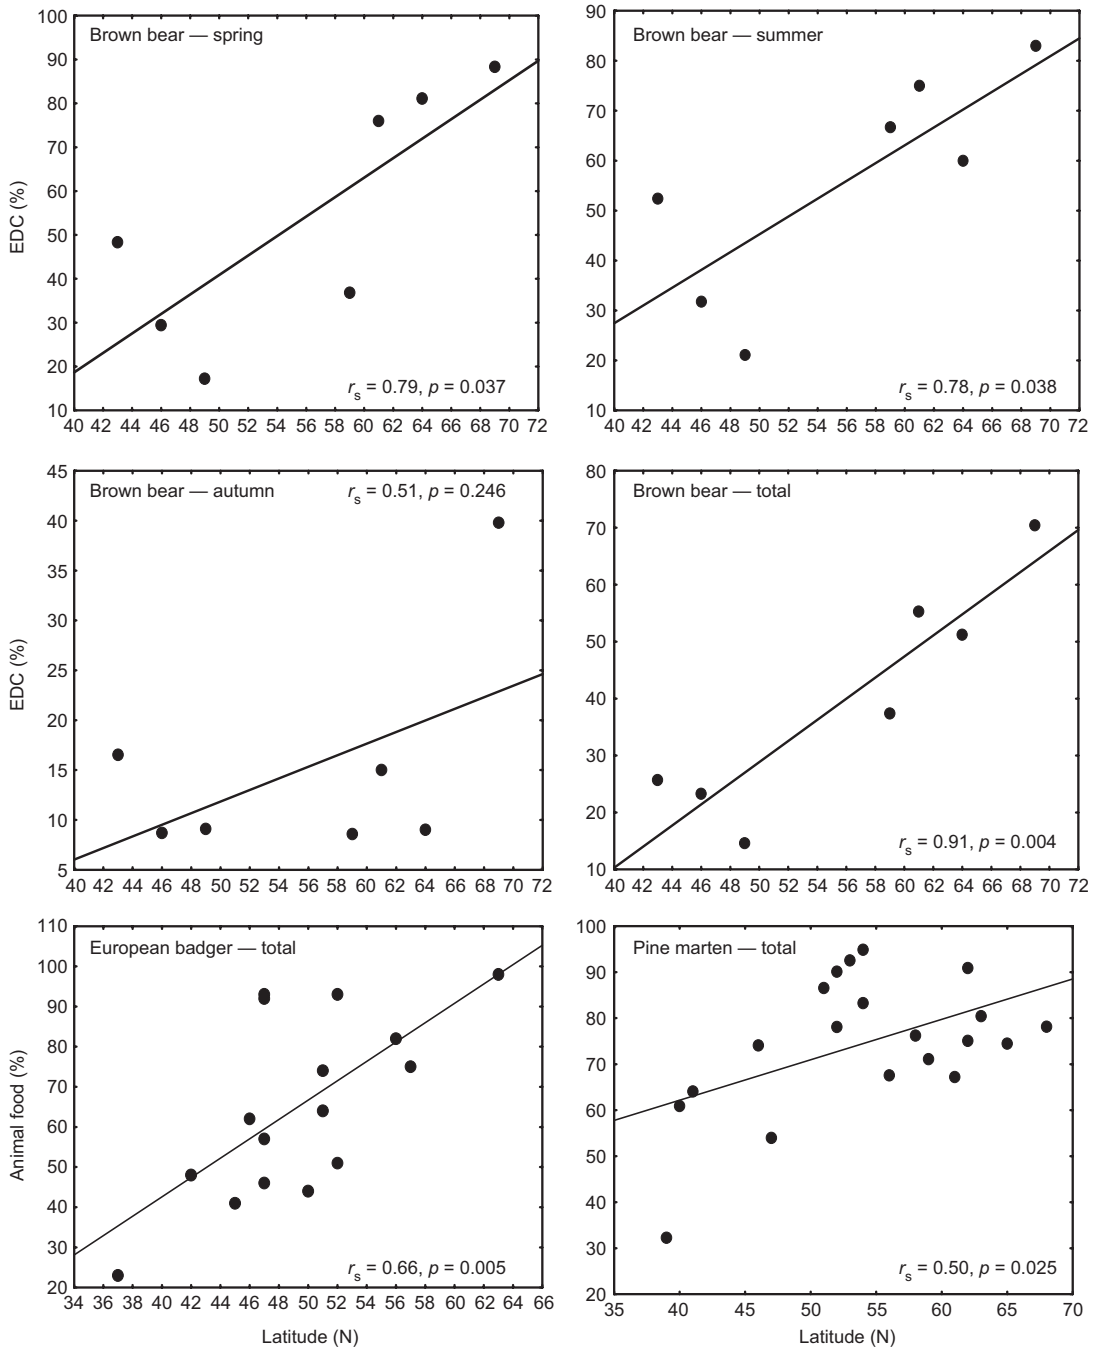 Brown bear — spring
EDC (%)
100
90
80
70
60
50
40
30
20
10
r_s = 0.79, p = 0.037
40 42 44 46 48 50 52 54 56 58 60 62 64 66 68 70 72
Brown bear — summer
90
80
70
60
50
40
30
20
10
r_s = 0.78, p = 0.038
40 42 44 46 48 50 52 54 56 58 60 62 64 66 68 70 72
Brown bear — autumn
r_s = 0.51, p = 0.246
EDC (%)
45
40
35
30
25
20
15
10
5
40 42 44 46 48 50 52 54 56 58 60 62 64 66 68 70 72
Brown bear — total
80
70
60
50
40
30
20
10
r_s = 0.91, p = 0.004
40 42 44 46 48 50 52 54 56 58 60 62 64 66 68 70 72
European badger — total
Animal food (%)
110
100
90
80
70
60
50
40
30
20
r_s = 0.66, p = 0.005
34 36 38 40 42 44 46 48 50 52 54 56 58 60 62 64 66
Latitude (N)
Pine marten — total
100
90
80
70
60
50
40
30
20
r_s = 0.50, p = 0.025
35 40 45 50 55 60 65 70
Latitude (N)